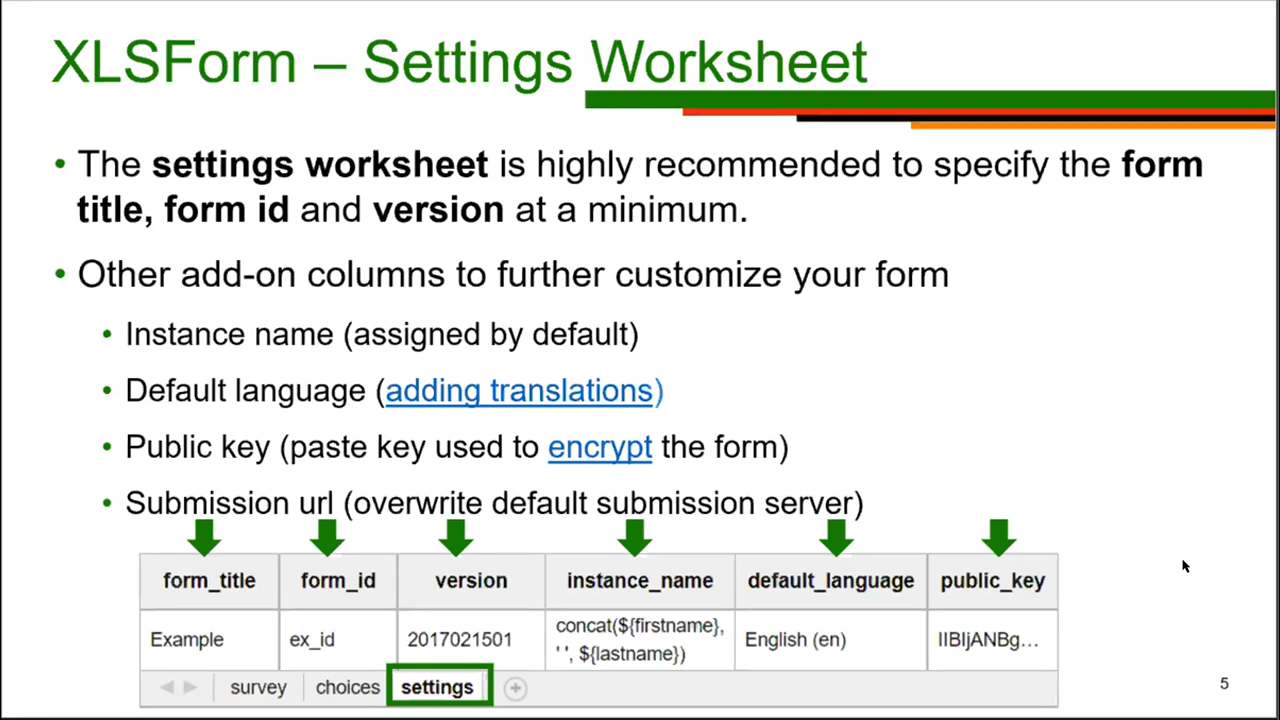 XLSForm – Settings Worksheet
• The settings worksheet is highly recommended to specify the form
title, form id and version at a minimum.
• Other add-on columns to further customize your form
• Instance name (assigned by default)
• Default language (adding translations)
• Public key (paste key used to encrypt the form)
• Submission url (overwrite default submission server)
form_title form_id version instance_name default_language public_key
Example ex_id 2017021501 concat(${firstname}, ' ', ${lastname}) English (en) IIBIjANBg...
survey choices settings
5